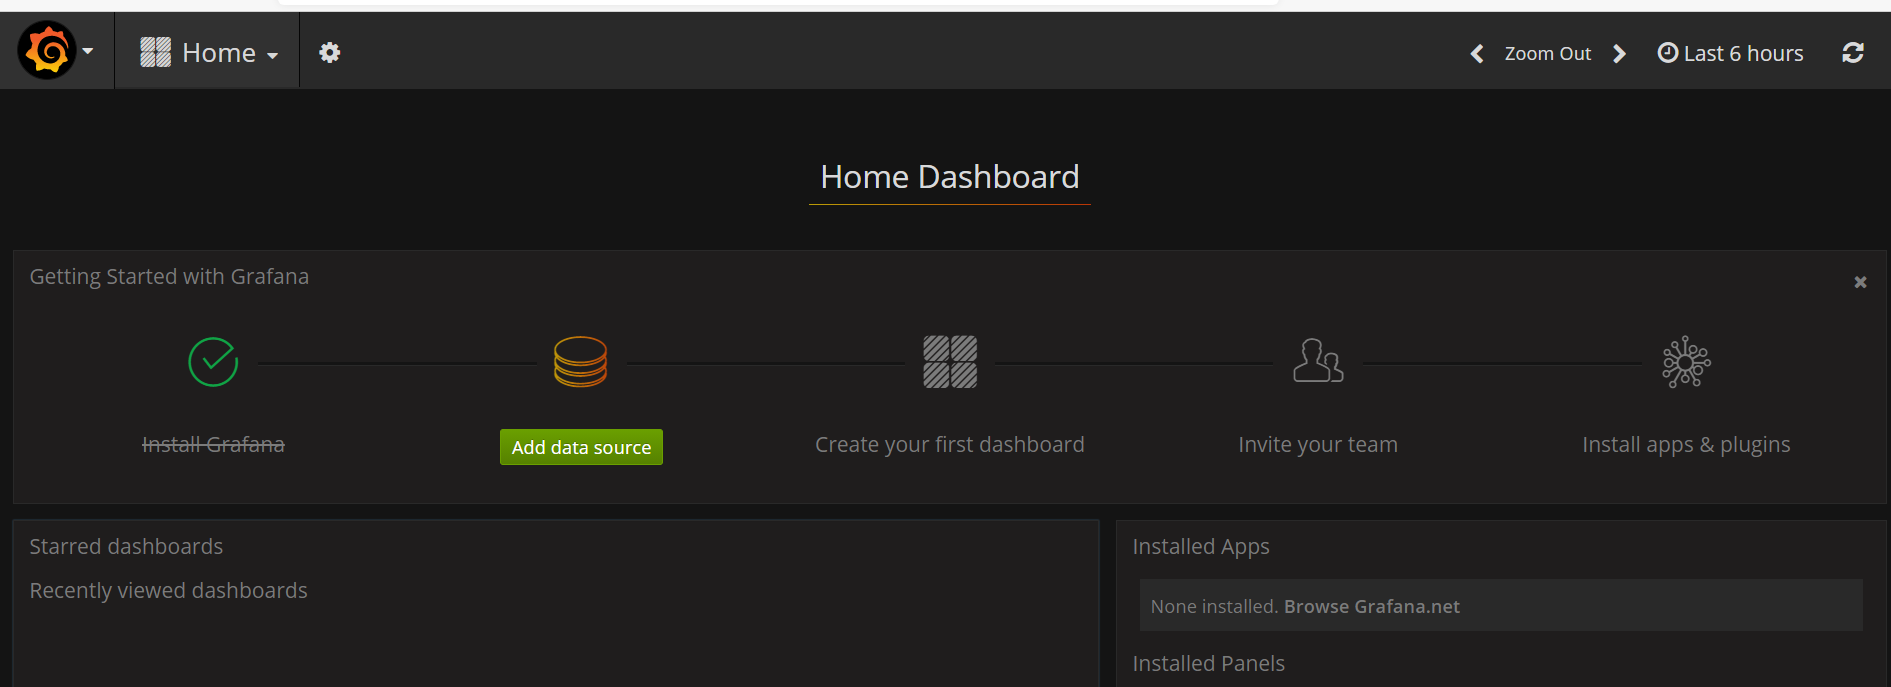 Home
Zoom Out
Last 6 hours
Home Dashboard
Getting Started with Grafana
Install Grafana
Add data source
Create your first dashboard
Invite your team
Install apps & plugins
Starred dashboards
Recently viewed dashboards
Installed Apps
None installed. Browse Grafana.net
Installed Panels